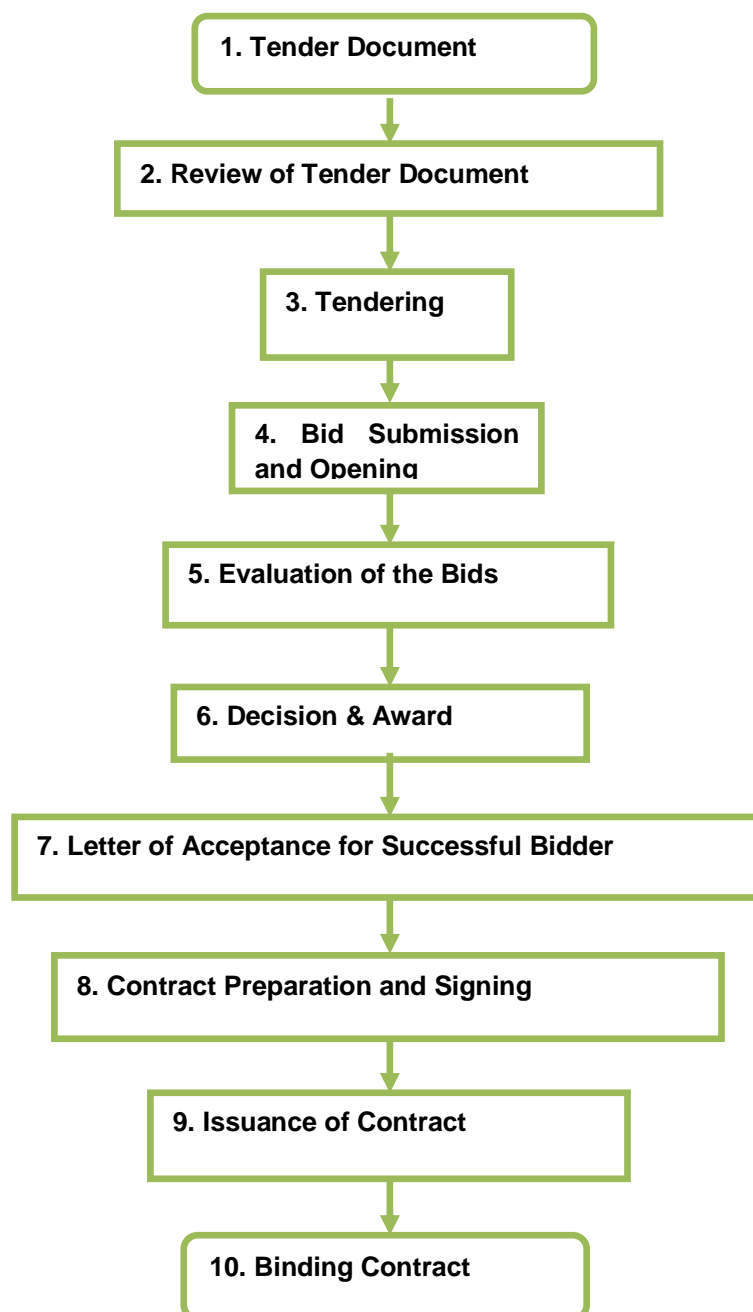 1. Tender Document
2. Review of Tender Document
3. Tendering
4. Bid Submission
and Opening
5. Evaluation of the Bids
6. Decision & Award
7. Letter of Acceptance for Successful Bidder
8. Contract Preparation and Signing
9. Issuance of Contract
10. Binding Contract